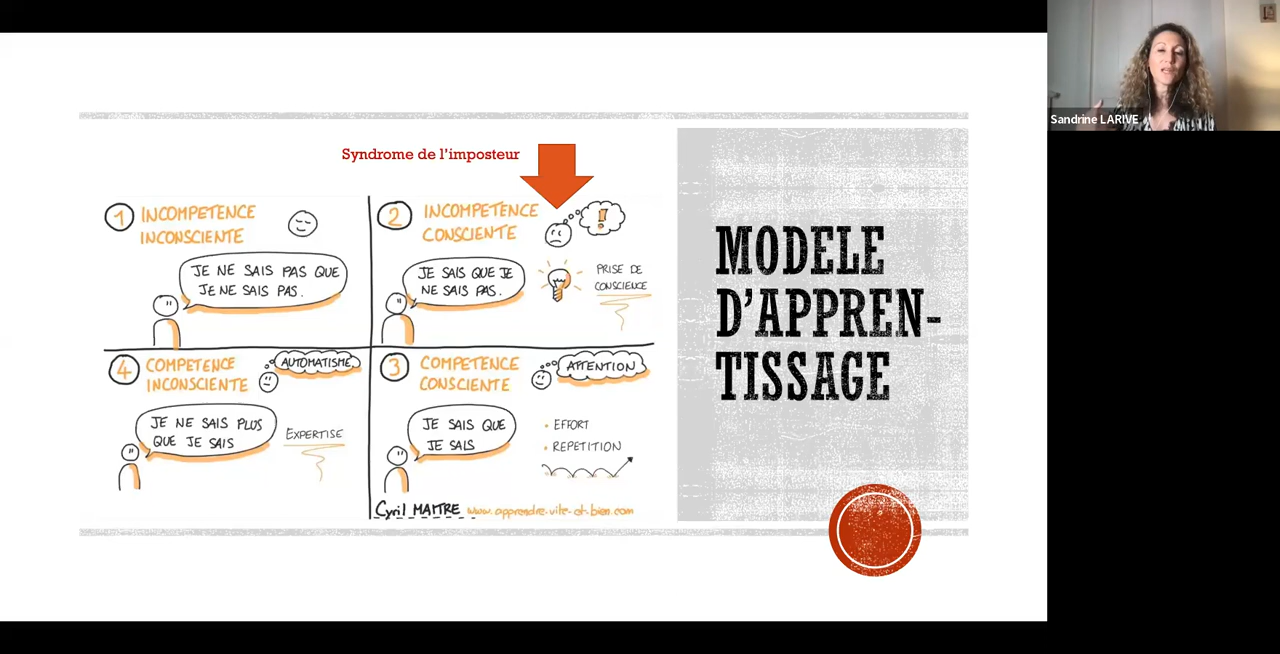 Sandrine LARIVE
Syndrome de l'imposteur
1 INCOMPETENCE
INCONSCIENTE
JE NE SAIS PAS QUE
JE NE SAIS PAS.
2 INCOMPETENCE
CONSCIENTE
!
JE SAIS QUE JE
NE SAIS PAS.
PRISE DE
CONSCIENCE
4 COMPETENCE
INCONSCIENTE
AUTOMATISME
JE NE SAIS PLUS
QUE JE SAIS
EXPERTISE
3 COMPETENCE
CONSCIENTE
ATTENTION
JE SAIS QUE
JE SAIS
• EFFORT
• REPETITION
Cyril MAITRE www.apprendre-vite-et-bien.com
MODELE
D'APPREN-
TISSAGE